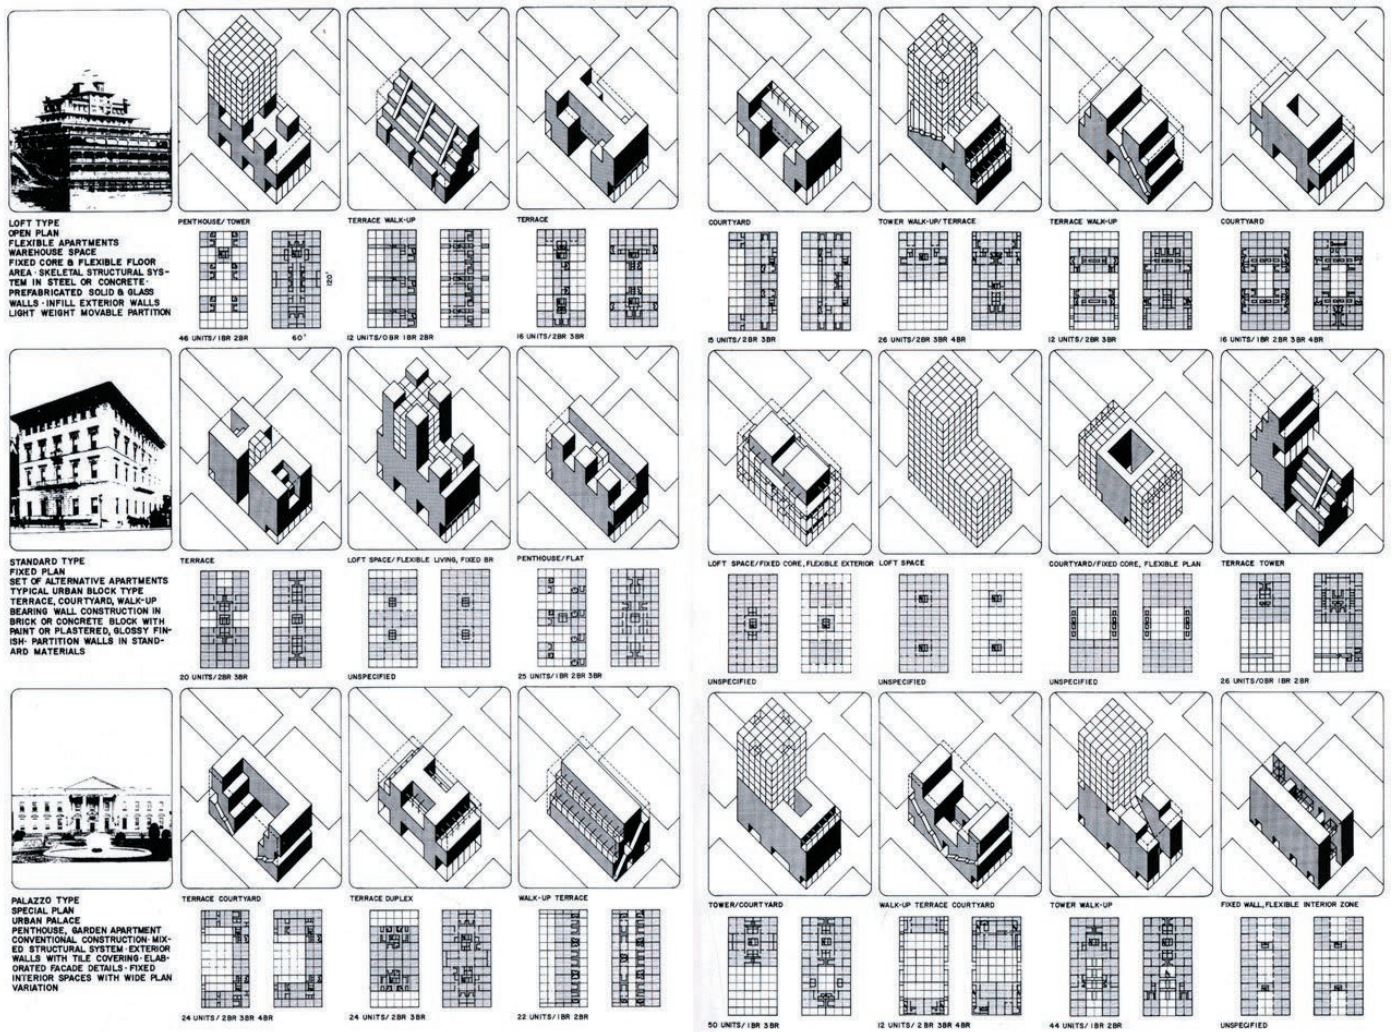 LOFT TYPE
OPEN PLAN
FLEXIBLE APARTMENTS
WAREHOUSE SPACE
FIXED CORE & FLEXIBLE FLOOR
AREA · SKELETAL STRUCTURAL SYS-
TEM IN STEEL OR CONCRETE ·
PREFABRICATED SOLID & GLASS
WALLS · INFILL EXTERIOR WALLS
LIGHT WEIGHT MOVABLE PARTITION
PENTHOUSE/TOWER
120'
46 UNITS/1BR 2BR
60'
TERRACE WALK-UP
12 UNITS/0BR 1BR 2BR
TERRACE
16 UNITS/2BR 3BR
COURTYARD
15 UNITS/2BR 3BR
TOWER WALK-UP/TERRACE
26 UNITS/2BR 3BR 4BR
TERRACE WALK-UP
12 UNITS/2BR 3BR
COURTYARD
16 UNITS/1BR 2BR 3BR 4BR
STANDARD TYPE
FIXED PLAN
SET OF ALTERNATIVE APARTMENTS
TYPICAL URBAN BLOCK TYPE
TERRACE, COURTYARD, WALK-UP
BEARING WALL CONSTRUCTION IN
BRICK OR CONCRETE BLOCK WITH
PAINT OR PLASTERED, GLOSSY FIN-
ISH · PARTITION WALLS IN STAND-
ARD MATERIALS
TERRACE
20 UNITS/2BR 3BR
LOFT SPACE/FLEXIBLE LIVING, FIXED BR
UNSPECIFIED
PENTHOUSE/FLAT
25 UNITS/1BR 2BR 3BR
LOFT SPACE/FIXED CORE, FLEXIBLE EXTERIOR
UNSPECIFIED
LOFT SPACE
UNSPECIFIED
COURTYARD/FIXED CORE, FLEXIBLE PLAN
UNSPECIFIED
TERRACE TOWER
26 UNITS/0BR 1BR 2BR
PALAZZO TYPE
SPECIAL PLAN
URBAN PALACE
PENTHOUSE, GARDEN APARTMENT
CONVENTIONAL CONSTRUCTION · MIX-
ED STRUCTURAL SYSTEM · EXTERIOR
WALLS WITH TILE COVERING · ELAB-
ORATED FACADE DETAILS · FIXED
INTERIOR SPACES WITH WIDE PLAN
VARIATION
TERRACE COURTYARD
24 UNITS/2BR 3BR 4BR
TERRACE DUPLEX
24 UNITS/2BR 3BR
WALK-UP TERRACE
22 UNITS/1BR 2BR
TOWER/COURTYARD
50 UNITS/1BR 3BR
WALK-UP TERRACE COURTYARD
12 UNITS/2BR 3BR 4BR
TOWER WALK-UP
44 UNITS/1BR 2BR
FIXED WALL, FLEXIBLE INTERIOR ZONE
UNSPECIFIED